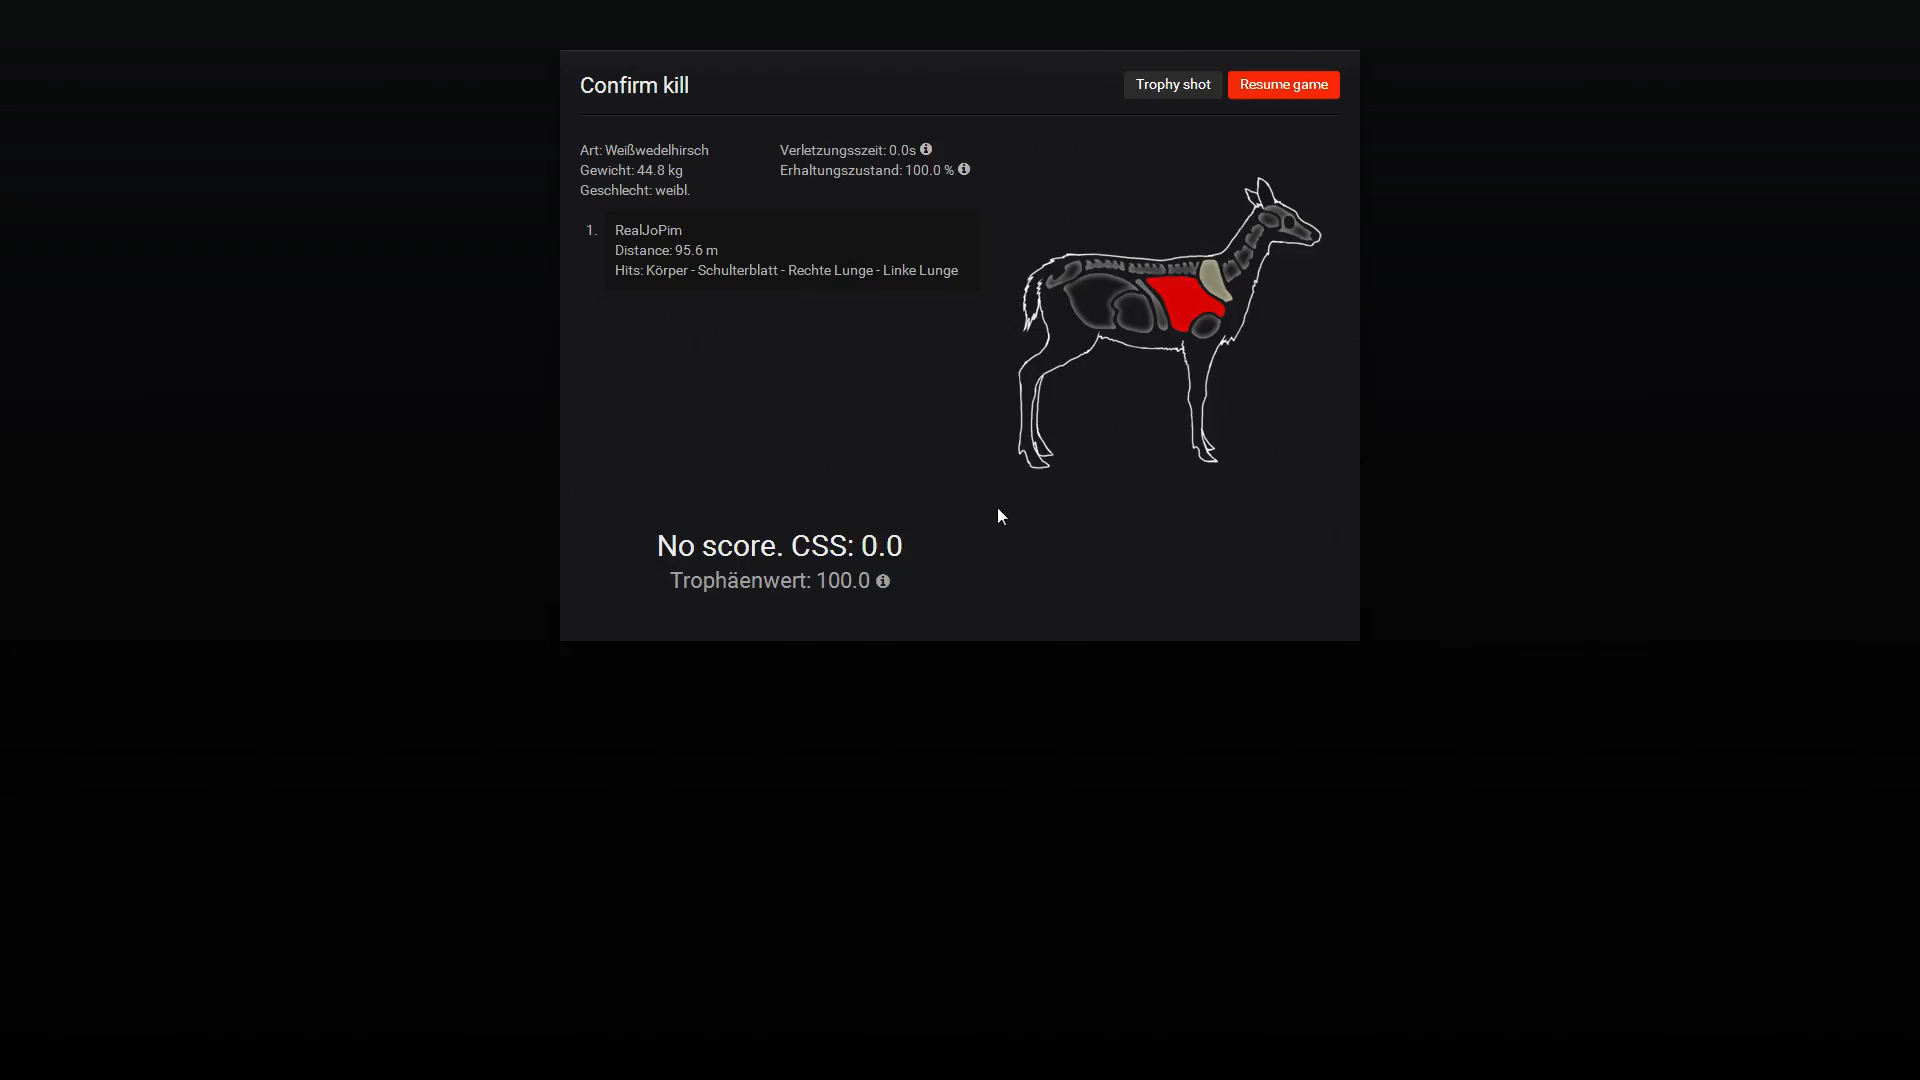 Confirm kill
Trophy shot
Resume game
Art: Weißwedelhirsch
Gewicht: 44.8 kg
Geschlecht: weibl.
Verletzungsszeit: 0.0s
Erhaltungszustand: 100.0 %
1.
RealJoPim
Distance: 95.6 m
Hits: Körper - Schulterblatt - Rechte Lunge - Linke Lunge
No score. CSS: 0.0
Trophäenwert: 100.0